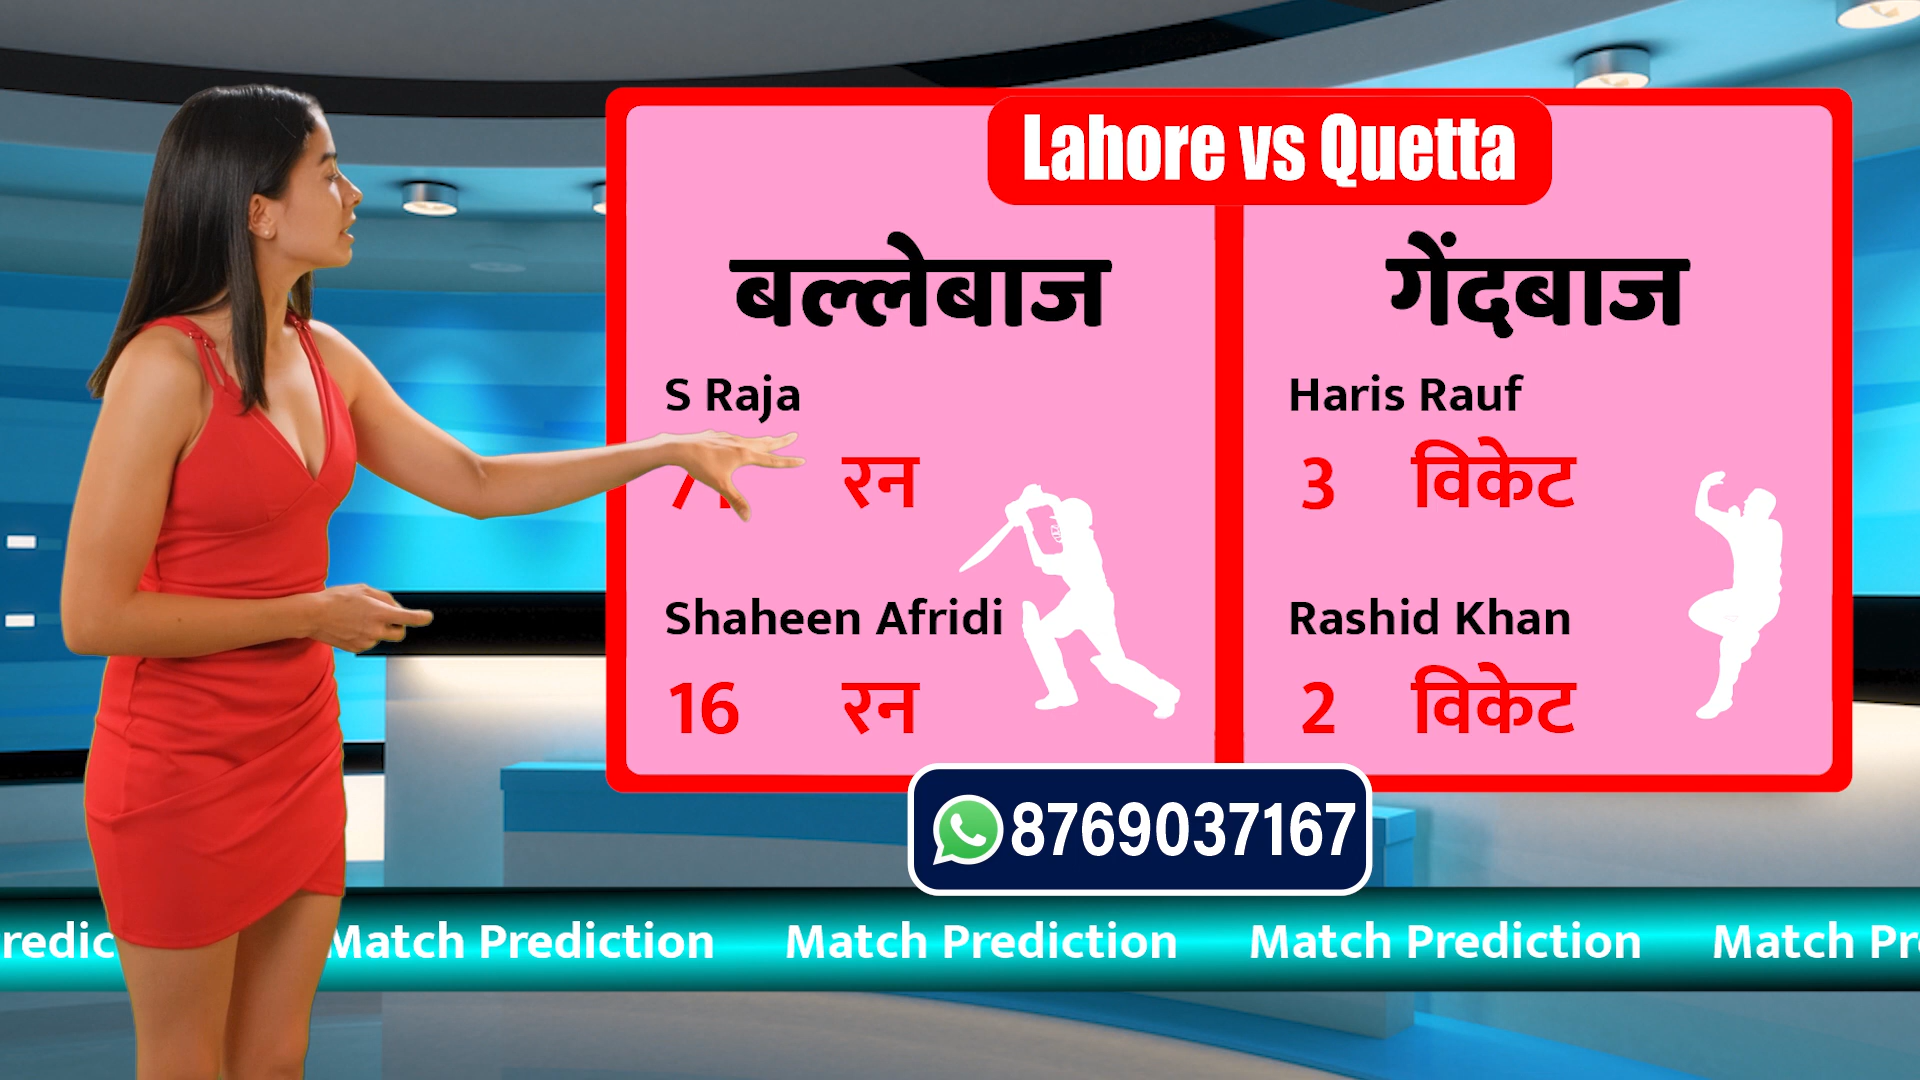 Lahore vs Quetta
बल्लेबाज
S Raja
रन
Shaheen Afridi
16 रन
गेंदबाज
Haris Rauf
3 विकेट
Rashid Khan
2 विकेट
8769037167
Match Prediction Match Prediction Match Prediction Match